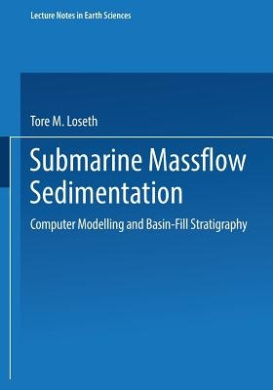 Lecture Notes in Earth Sciences
Tore M. Loseth
Submarine Massflow
Sedimentation
Computer Modelling and Basin-Fill Stratigraphy